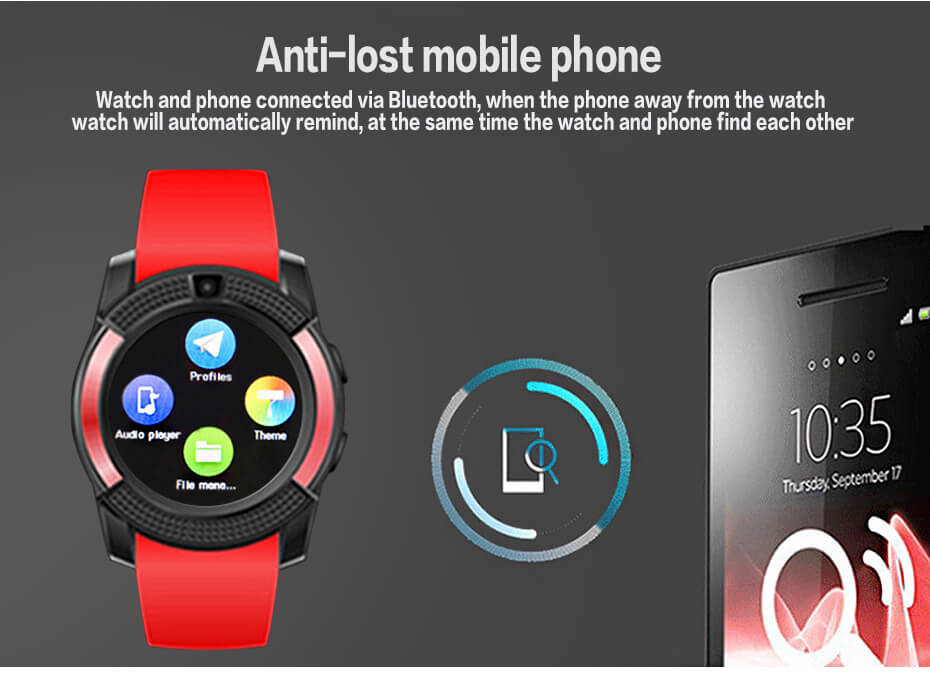 Anti-lost mobile phone
Watch and phone connected via Bluetooth, when the phone away from the watch
watch will automatically remind, at the same time the watch and phone find each other
Profiles
Audio player
Theme
File mana...
10:35
Thursday, September 17